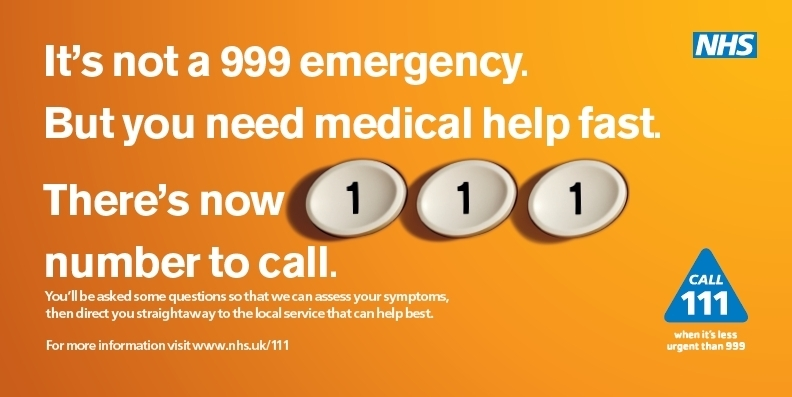 It's not a 999 emergency.
NHS
But you need medical help fast.
There's now 1 1 1
number to call.
You'll be asked some questions so that we can assess your symptoms,
then direct you straightaway to the local service that can help best.
For more information visit www.nhs.uk/111
CALL
111
when it's less
urgent than 999